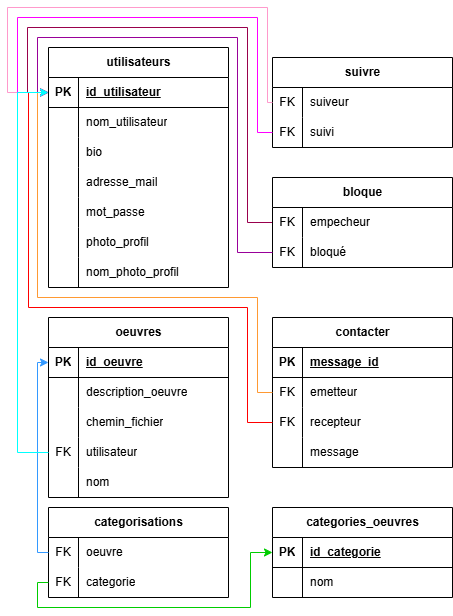 utilisateurs
PK id_utilisateur
nom_utilisateur
bio
adresse_mail
mot_passe
photo_profil
nom_photo_profil
suivre
FK suiveur
FK suivi
bloque
FK empecheur
FK bloqué
oeuvres
PK id_oeuvre
description_oeuvre
chemin_fichier
FK utilisateur
nom
contacter
PK message_id
FK emetteur
FK recepteur
message
categorisations
FK oeuvre
FK categorie
categories_oeuvres
PK id_categorie
nom